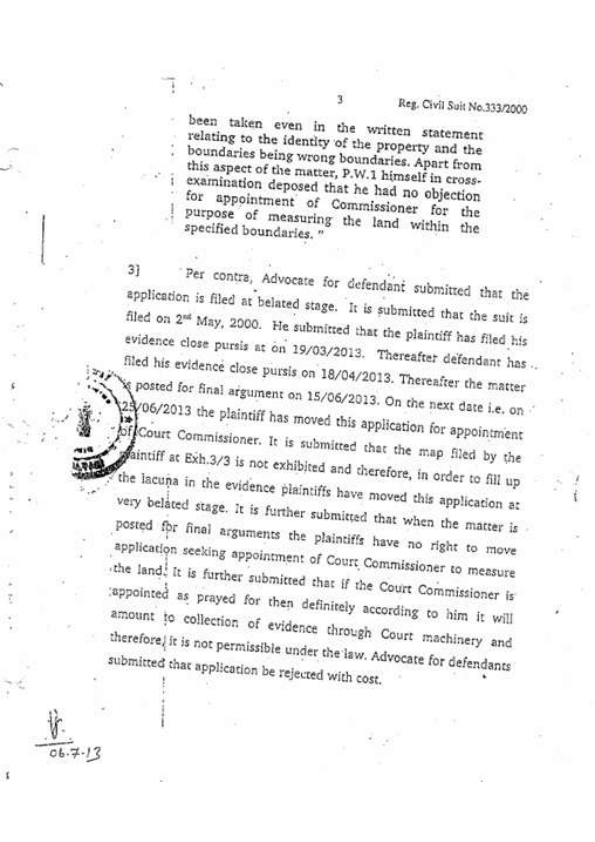 3
Reg. Civil Suit No.333/2000
been taken even in the written statement
relating to the identity of the property and the
boundaries being wrong boundaries. Apart from
this aspect of the matter, P.W.1 himself in cross-
examination deposed that he had no objection
for appointment of Commissioner for the
purpose of measuring the land within the
specified boundaries. "
3] Per contra, Advocate for defendant submitted that the
application is filed at belated stage. It is submitted that the suit is
filed on 2nd May, 2000. He submitted that the plaintiff has filed his
evidence close pursis at on 19/03/2013. Thereafter defendant has
filed his evidence close pursis on 18/04/2013. Thereafter the matter
is posted for final argument on 15/06/2013. On the next date i.e. on
25/06/2013 the plaintiff has moved this application for appointment
of Court Commissioner. It is submitted that the map filed by the
plaintiff at Exh.3/3 is not exhibited and therefore, in order to fill up
the lacuna in the evidence plaintiffs have moved this application at
very belated stage. It is further submitted that when the matter is
posted for final arguments the plaintiffs have no right to move
application seeking appointment of Court Commissioner to measure
the land. It is further submitted that if the Court Commissioner is
appointed as prayed for then definitely according to him it will
amount to collection of evidence through Court machinery and
therefore, it is not permissible under the law. Advocate for defendants
submitted that application be rejected with cost.
06.7.13